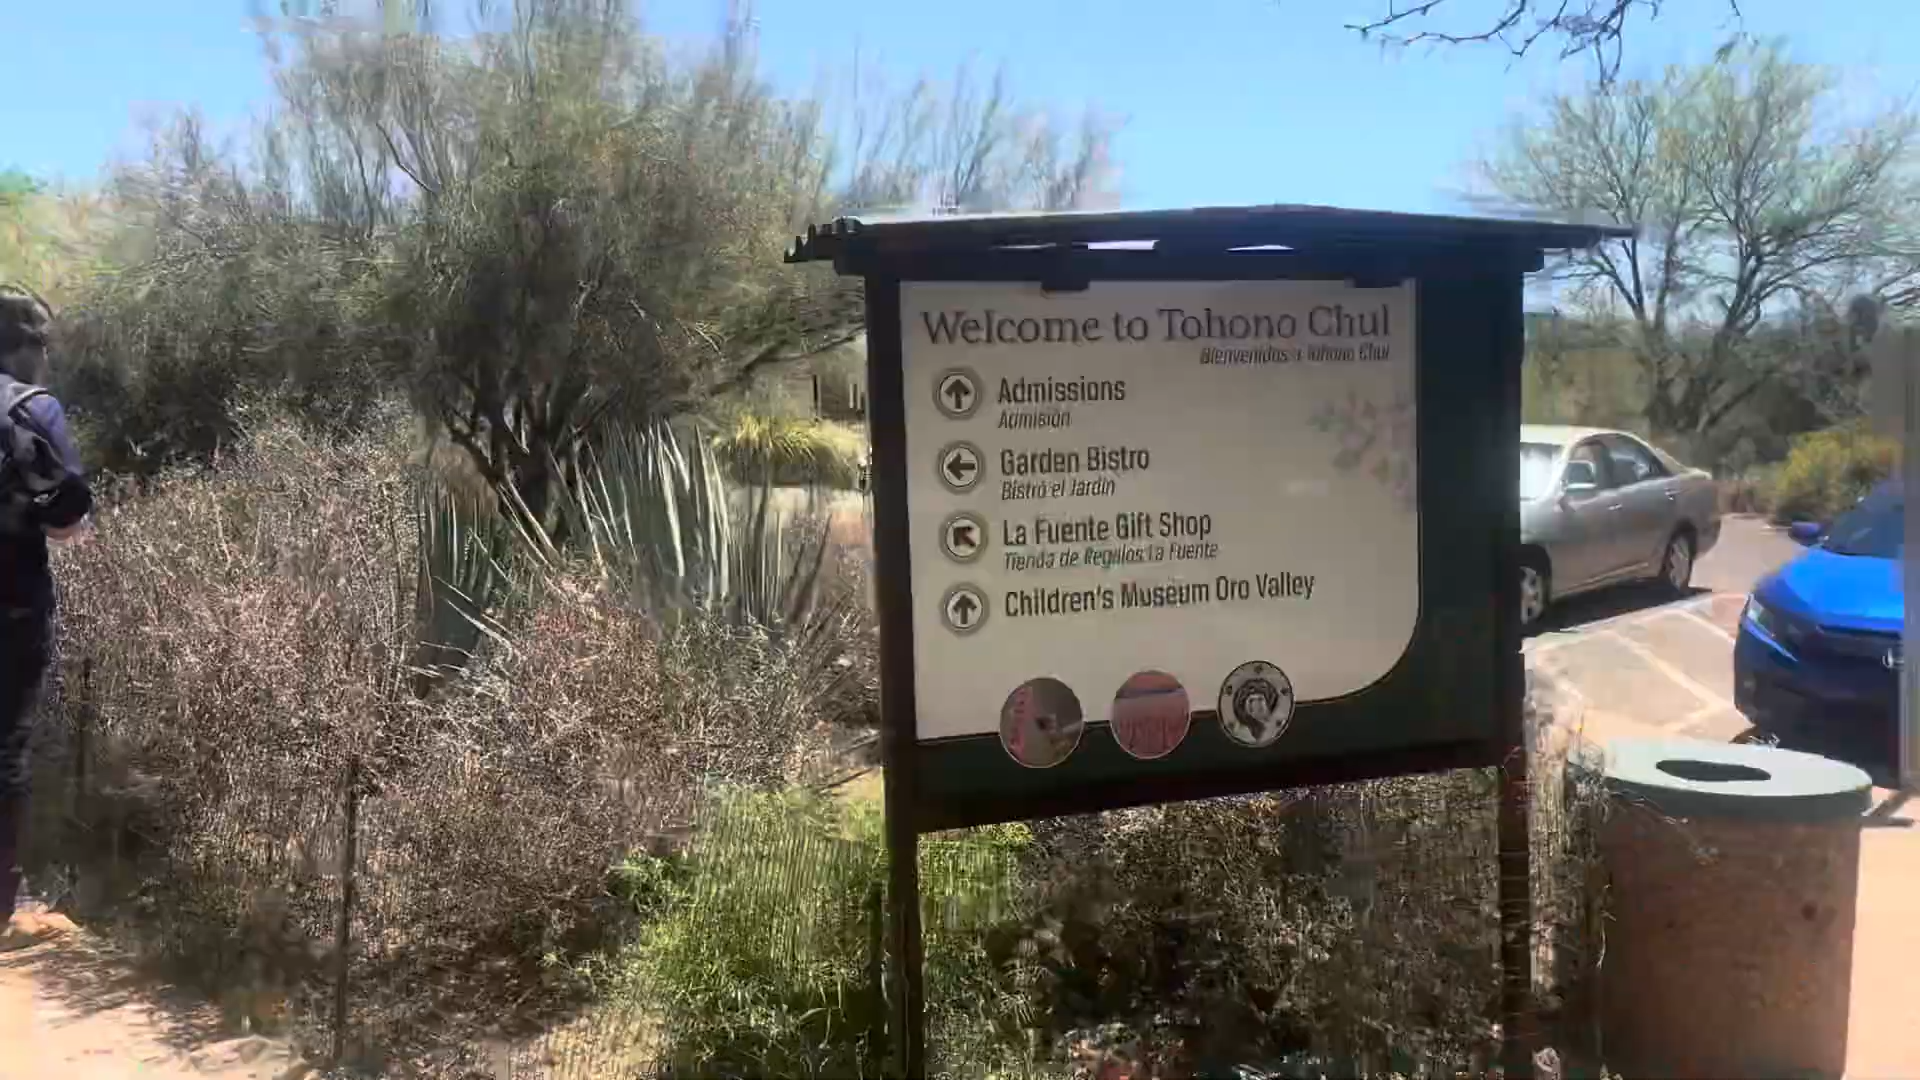 Welcome to Tohono Chul
Bienvenidos a Tohono Chul
Admissions
Admisión
Garden Bistro
Bistró el Jardín
La Fuente Gift Shop
Tienda de Regalos La Fuente
Children's Museum Oro Valley